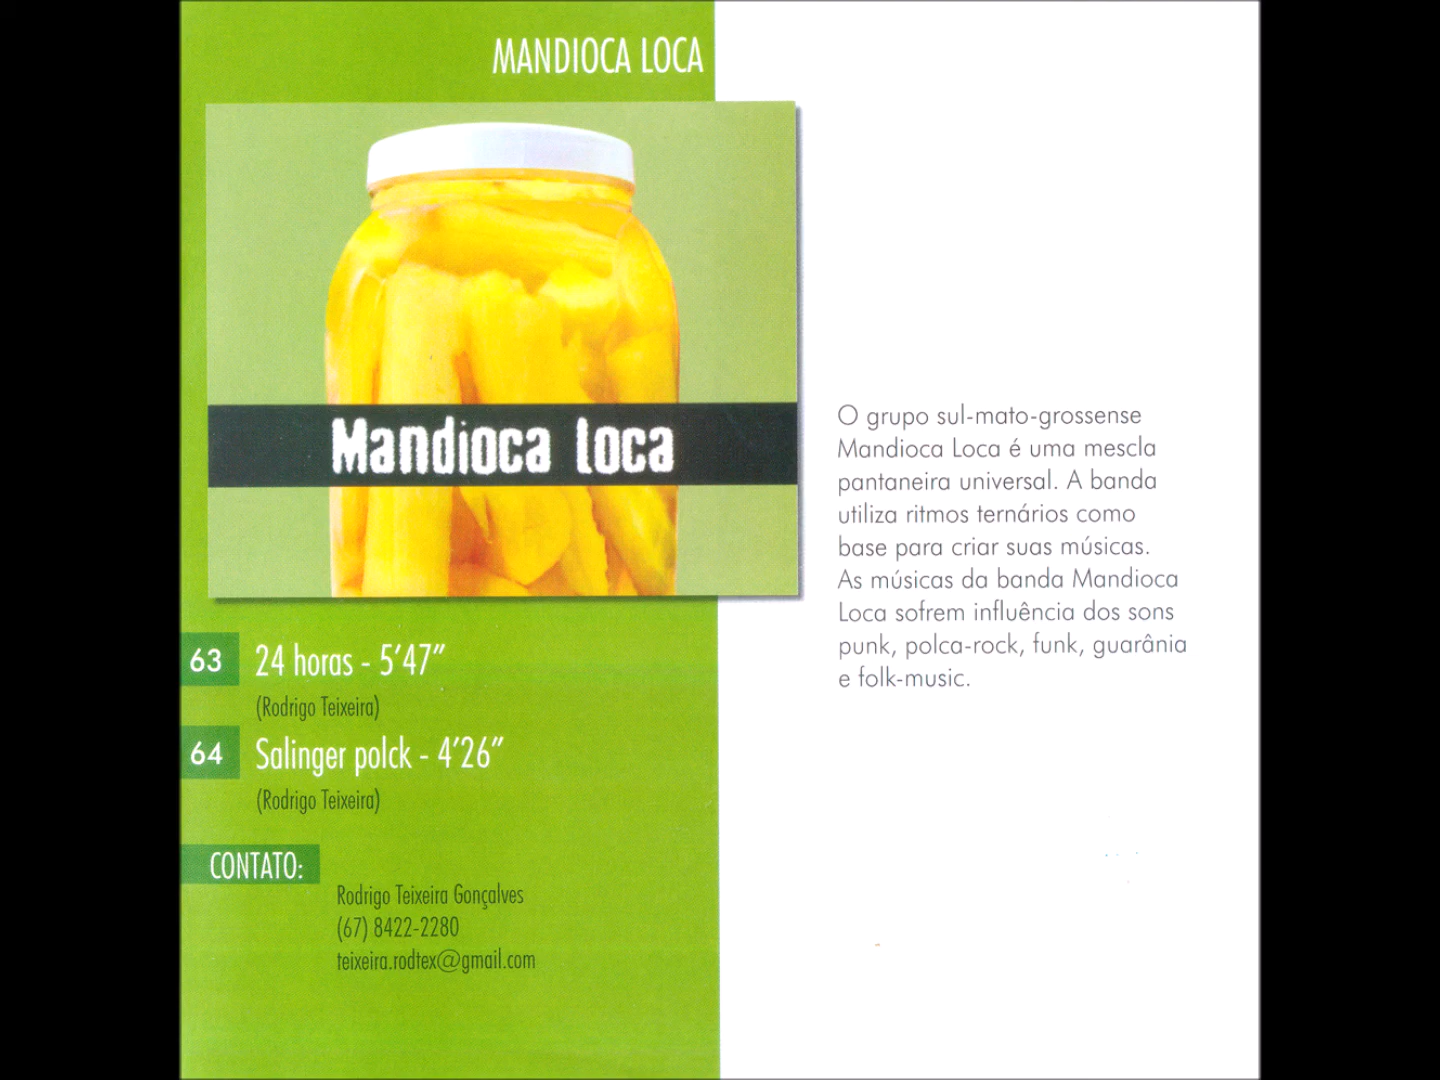 MANDIOCA LOCA
Mandioca loca
63 24 horas - 5'47"
(Rodrigo Teixeira)
64 Salinger polck - 4'26"
(Rodrigo Teixeira)
CONTATO:
Rodrigo Teixeira Gonçalves
(67) 8422-2280
teixeira.rodtex@gmail.com
O grupo sul-mato-grossense
Mandioca Loca é uma mescla
pantaneira universal. A banda
utiliza ritmos ternários como
base para criar suas músicas.
As músicas da banda Mandioca
Loca sofrem influência dos sons
punk, polca-rock, funk, guarânia
e folk-music.